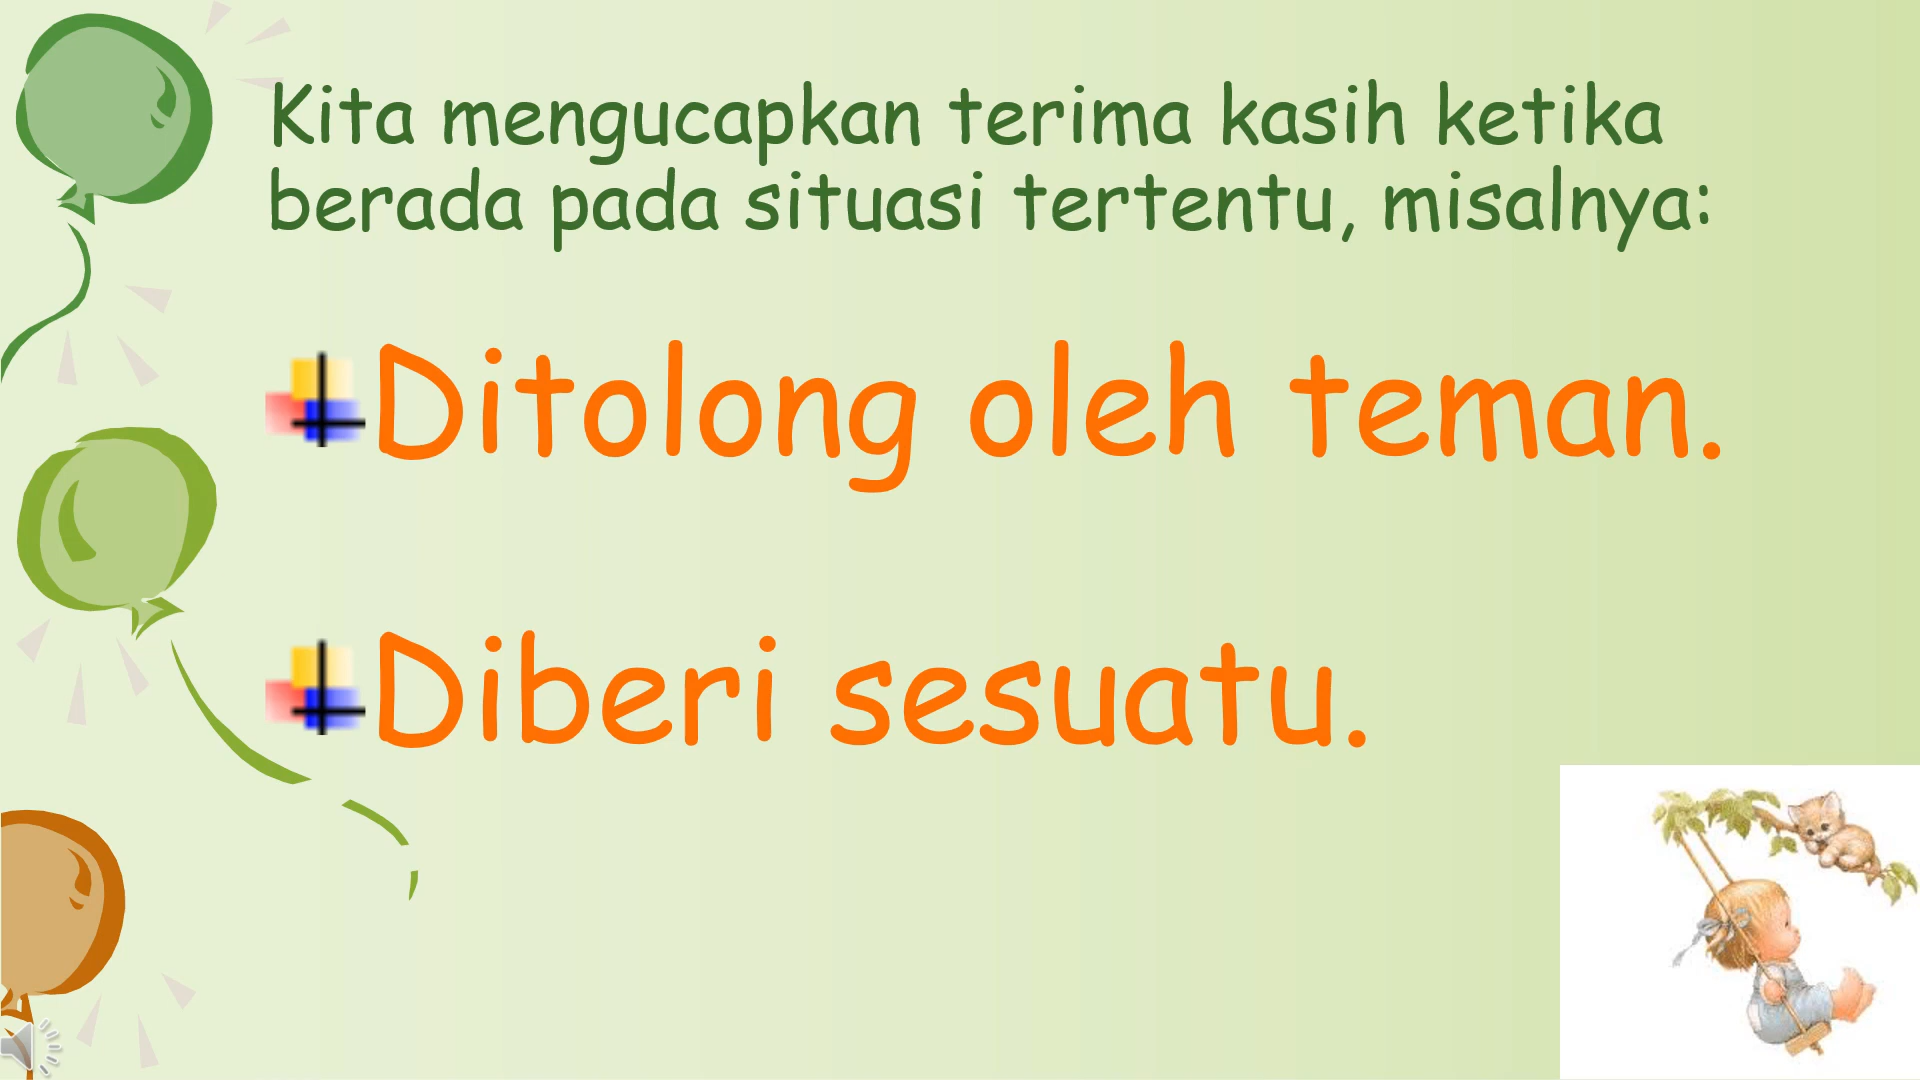 Kita mengucapkan terima kasih ketika
berada pada situasi tertentu, misalnya:
Ditolong oleh teman.
Diberi sesuatu.